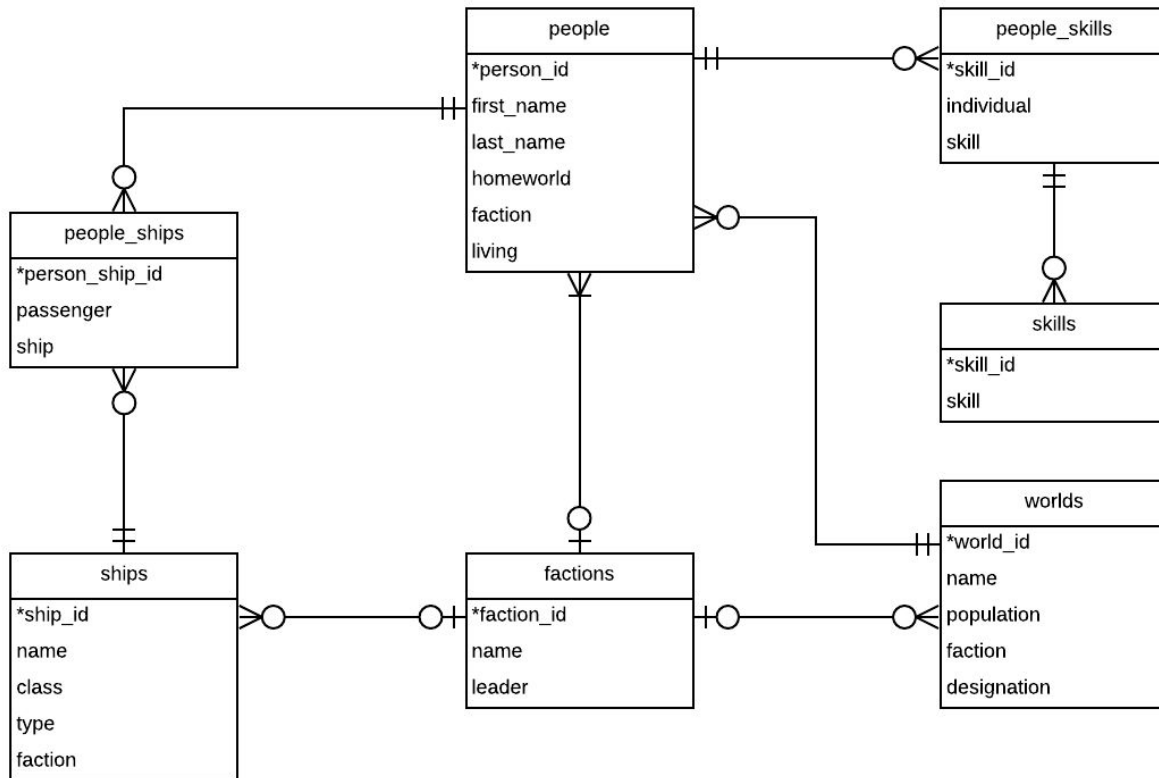 people
*person_id
first_name
last_name
homeworld
faction
living
people_skills
*skill_id
individual
skill
people_ships
*person_ship_id
passenger
ship
skills
*skill_id
skill
worlds
*world_id
name
population
faction
designation
ships
*ship_id
name
class
type
faction
factions
*faction_id
name
leader